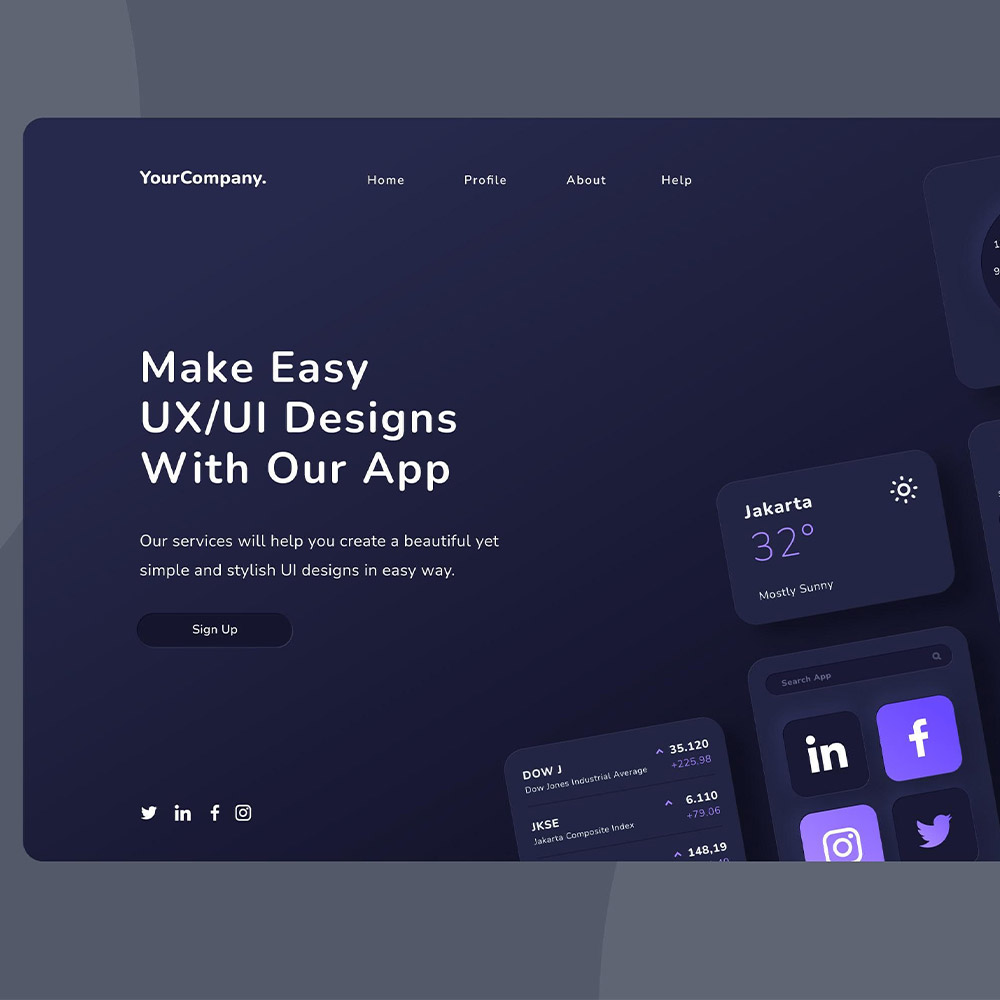 YourCompany.
Home Profile About Help
Make Easy
UX/UI Designs
With Our App
Our services will help you create a beautiful yet
simple and stylish UI designs in easy way.
Sign Up
Jakarta
32°
Mostly Sunny
Search App
DOW J
Dow Jones Industrial Average
35.120
+225.98
JKSE
Jakarta Composite Index
6.110
+79.06
148,19